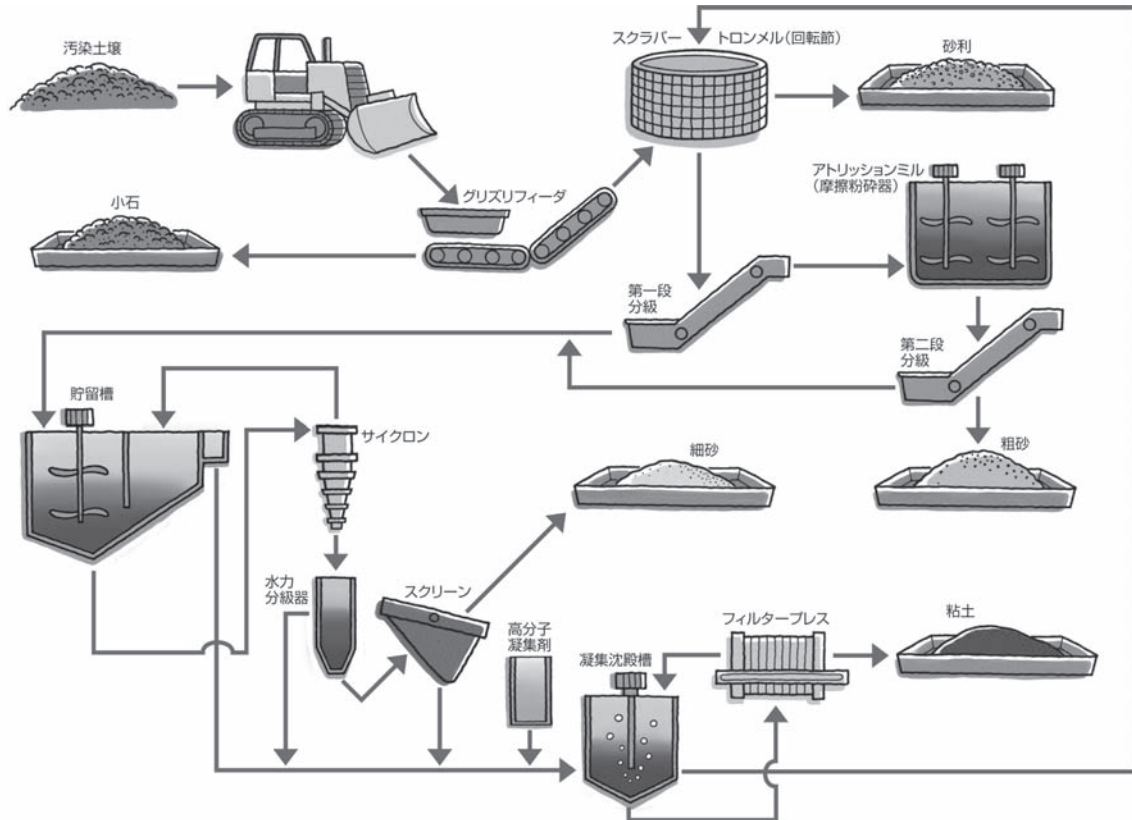 汚染土壌
スクラバー
トロンメル(回転節)
砂利
アトリッションミル
(摩擦粉砕器)
グリズリフィーダ
小石
第一段
分級
第二段
分級
貯留槽
サイクロン
細砂
粗砂
水力
分級器
スクリーン
高分子
凝集剤
フィルタープレス
粘土
凝集沈殿槽